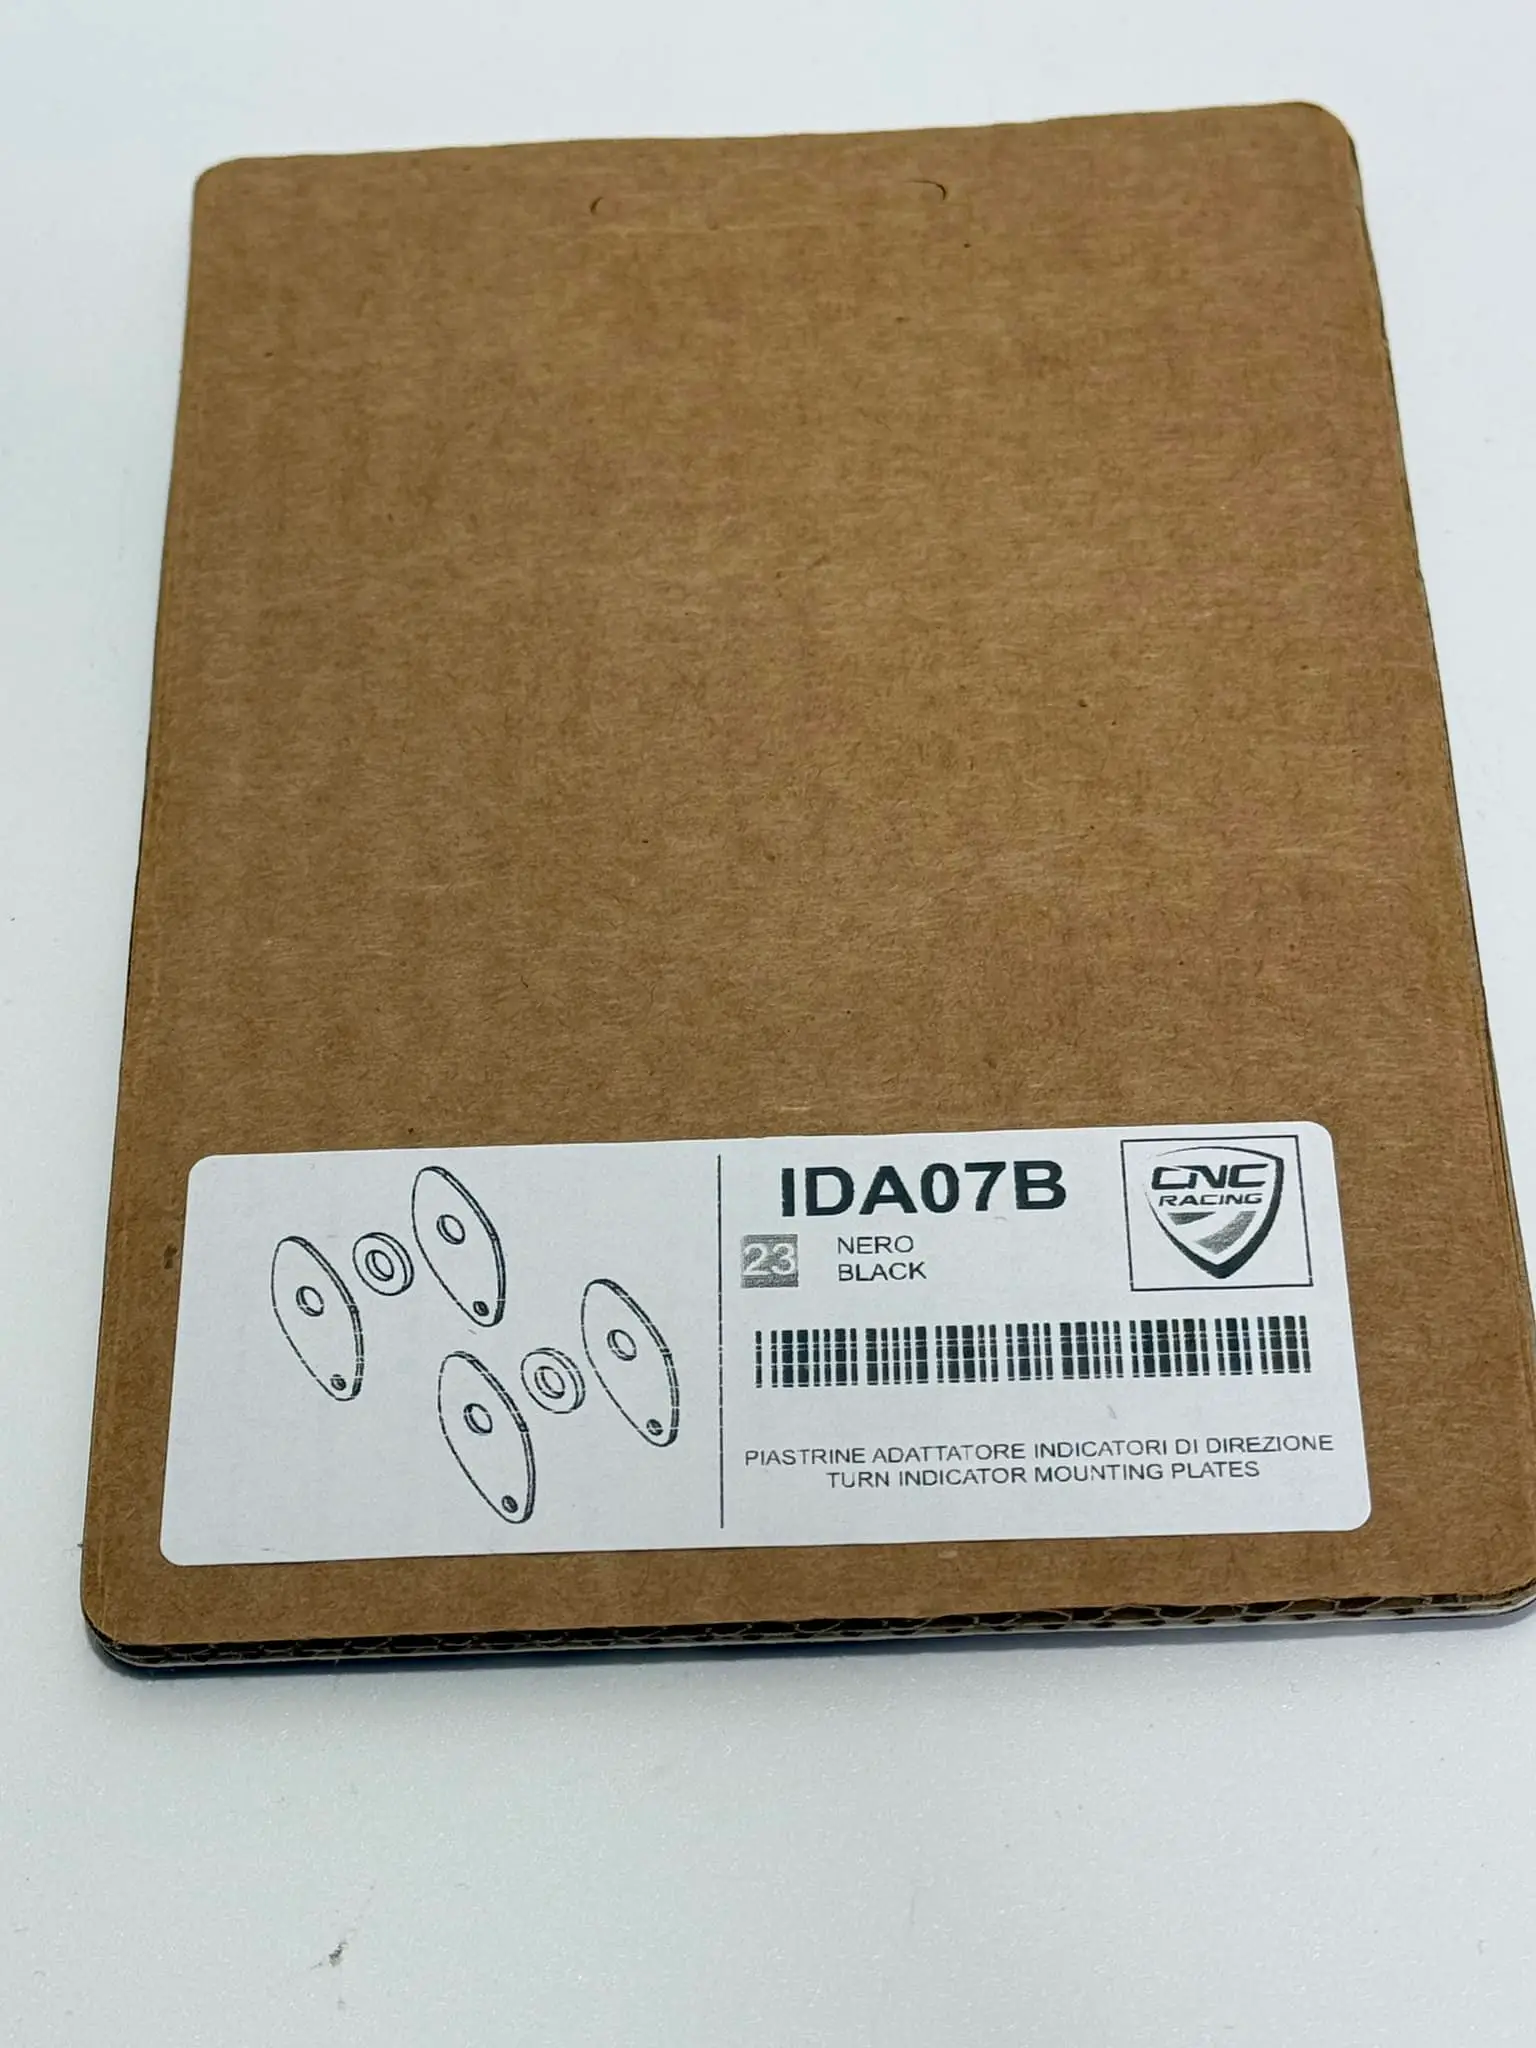 IDA07B
CNC
RACING
23
NERO
BLACK
PIASTRINE ADATTATORE INDICATORI DI DIREZIONE
TURN INDICATOR MOUNTING PLATES